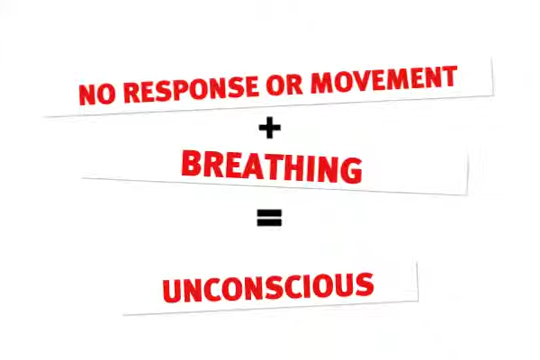 NO RESPONSE OR MOVEMENT
+
BREATHING
=
UNCONSCIOUS